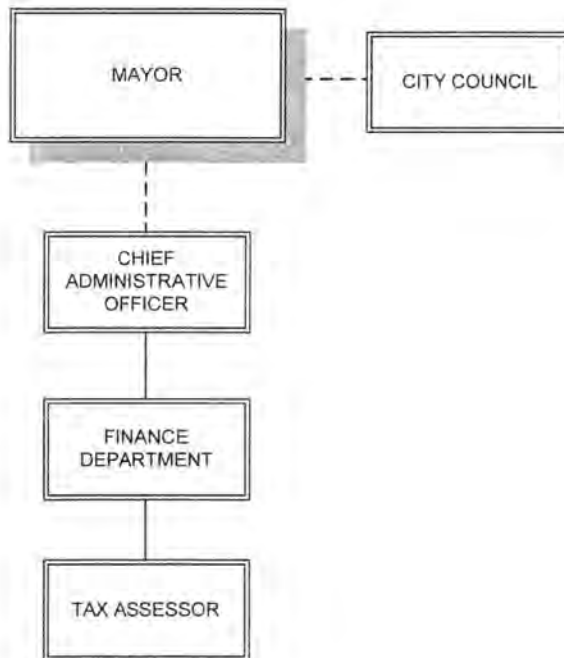 MAYOR
CITY COUNCIL
CHIEF
ADMINISTRATIVE
OFFICER
FINANCE
DEPARTMENT
TAX ASSESSOR